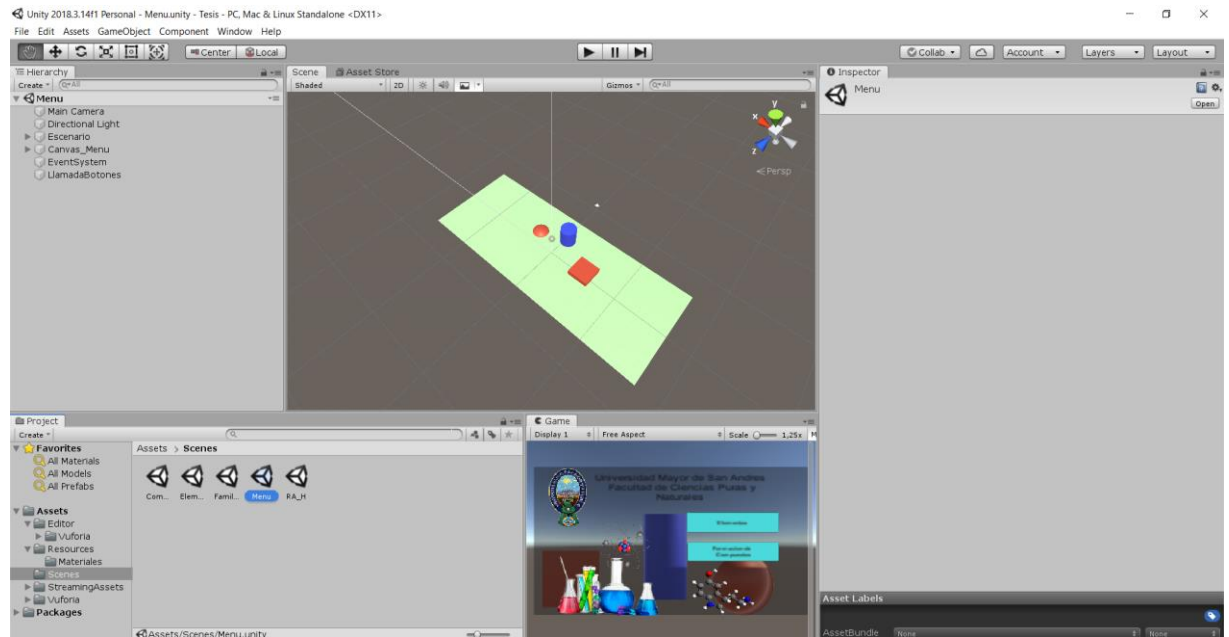 Unity 2018.3.14f1 Personal - Menu.unity - Tesis - PC, Mac & Linux Standalone <DX11>
File Edit Assets GameObject Component Window Help
Center Local
Collab Account Layers Layout
Hierarchy
Create All
Menu
Main Camera
Directional Light
Escenario
Canvas_Menu
EventSystem
LlamadaBotones
Scene Asset Store
Shaded 2D Gizmos All
y
x
z
Persp
Inspector
Menu
Open
Project
Create
Favorites
All Materials
All Models
All Prefabs
Assets
Editor
Vuforia
Resources
Materiales
Scenes
StreamingAssets
Vuforia
Packages
Assets > Scenes
Com... Elem... Famil... Menu RA_H
Assets/Scenes/Menu.unity
Game
Display 1 Free Aspect Scale 1,25x M
Universidad Mayor de San Andres
Facultad de Ciencias Puras y
Naturales
Asset Labels
AssetBundle None None